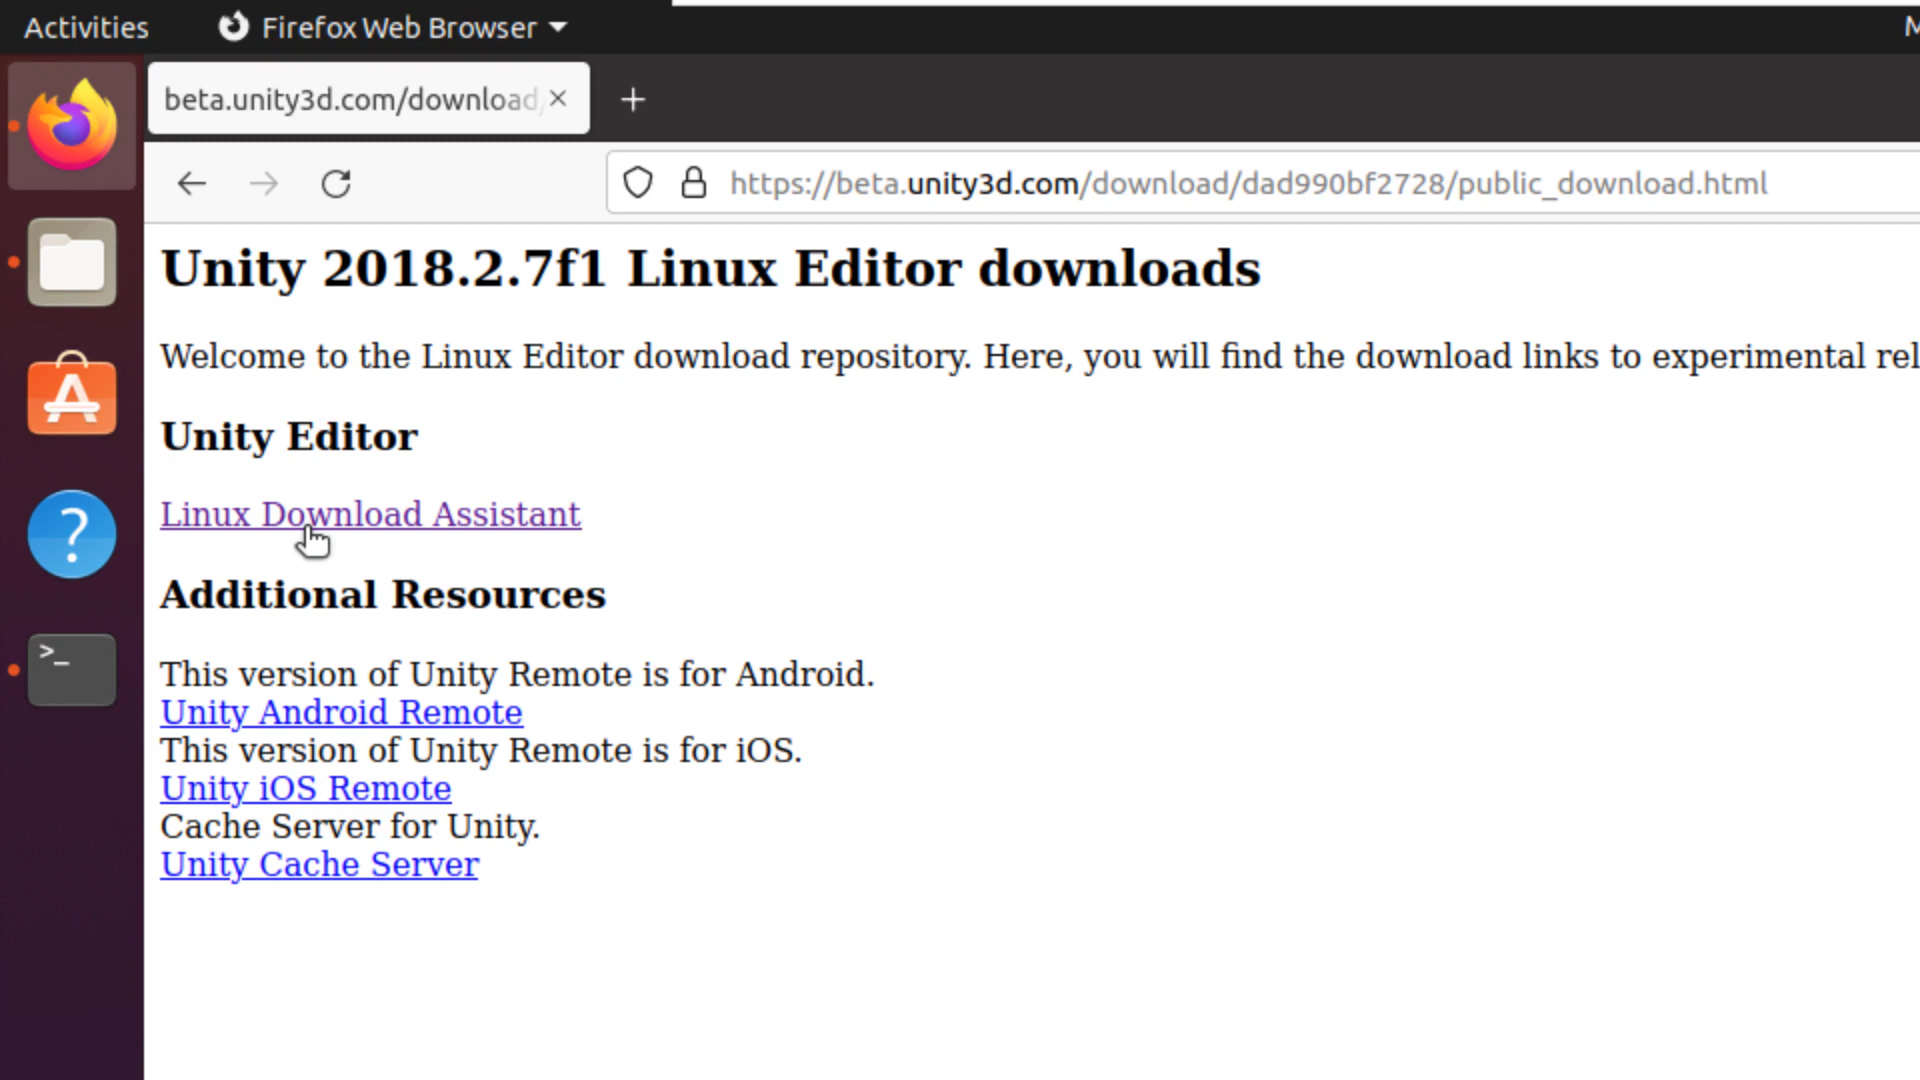 Activities
Firefox Web Browser
beta.unity3d.com/download/
https://beta.unity3d.com/download/dad990bf2728/public_download.html
Unity 2018.2.7f1 Linux Editor downloads
Welcome to the Linux Editor download repository. Here, you will find the download links to experimental rel
Unity Editor
Linux Download Assistant
Additional Resources
This version of Unity Remote is for Android.
Unity Android Remote
This version of Unity Remote is for iOS.
Unity iOS Remote
Cache Server for Unity.
Unity Cache Server